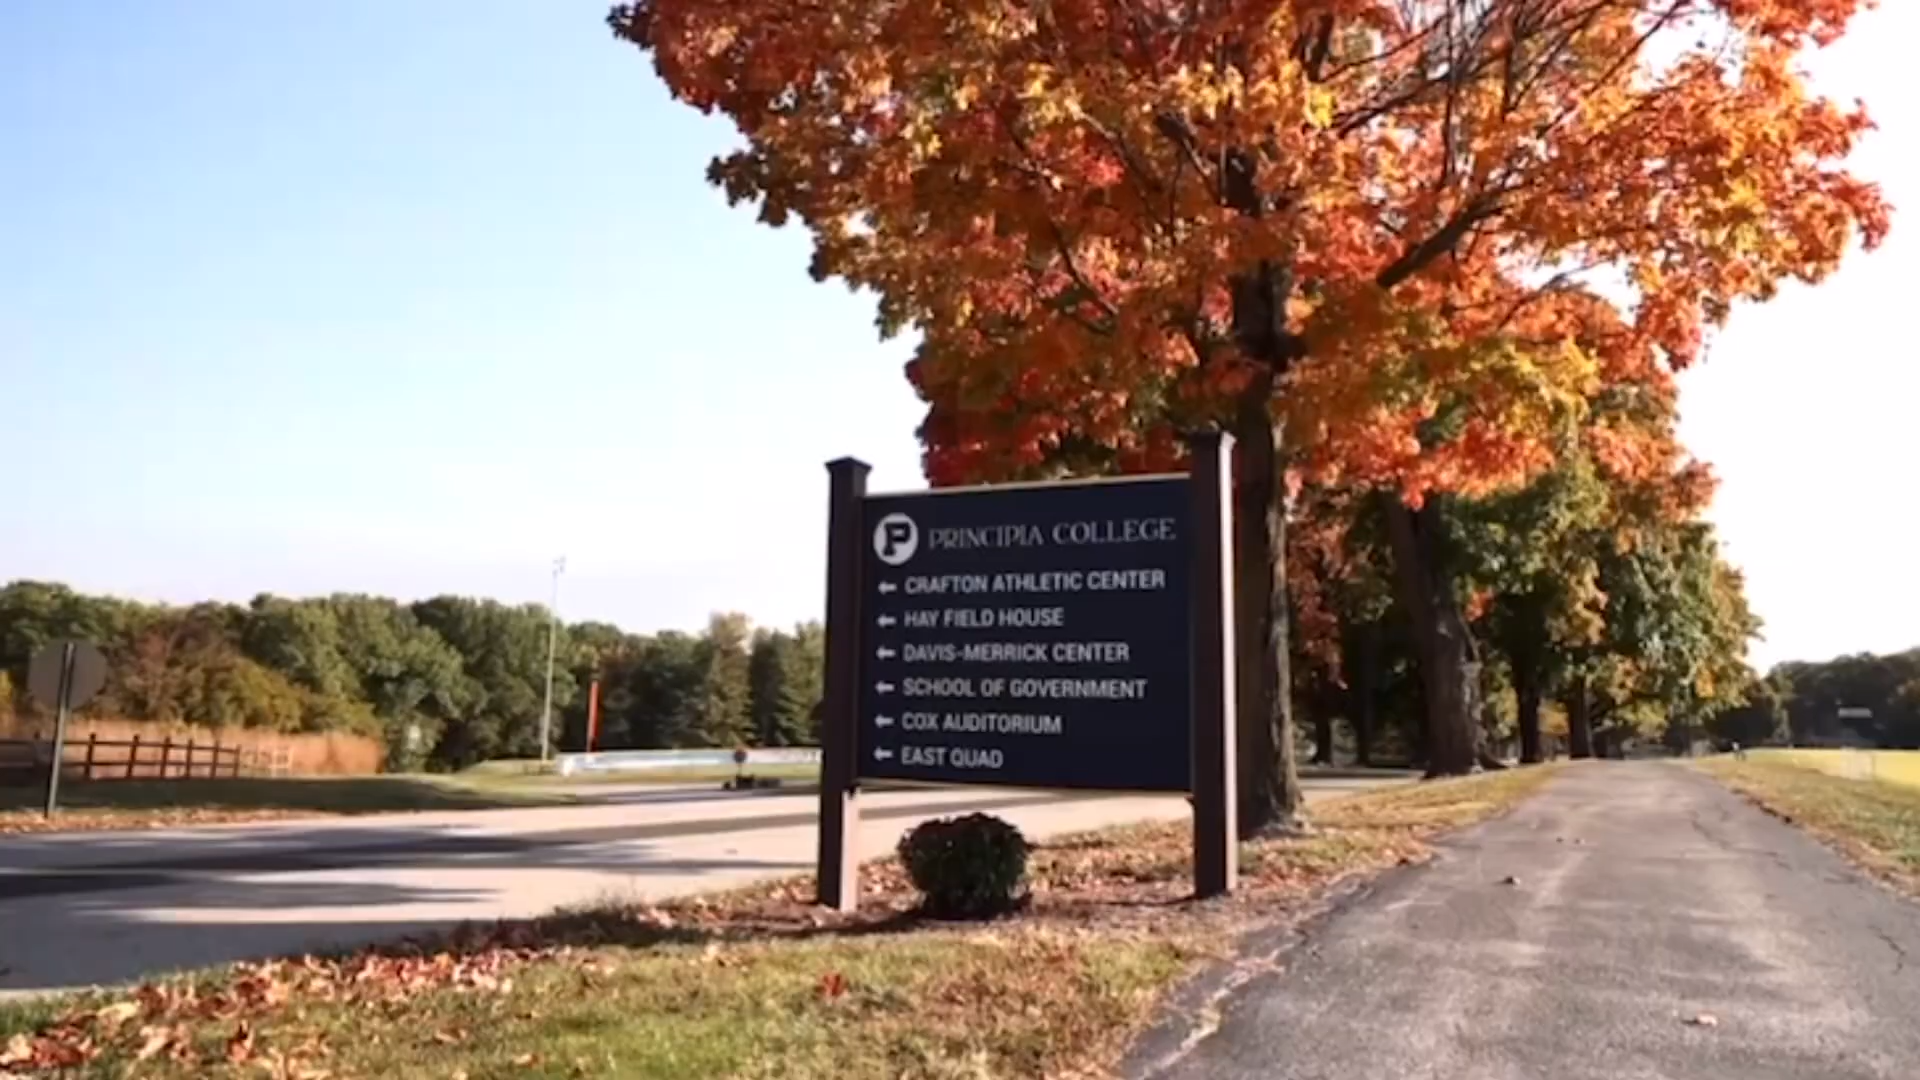 P PRINCIPIA COLLEGE
← CRAFTON ATHLETIC CENTER
← HAY FIELD HOUSE
← DAVIS-MERRICK CENTER
← SCHOOL OF GOVERNMENT
← COX AUDITORIUM
← EAST QUAD